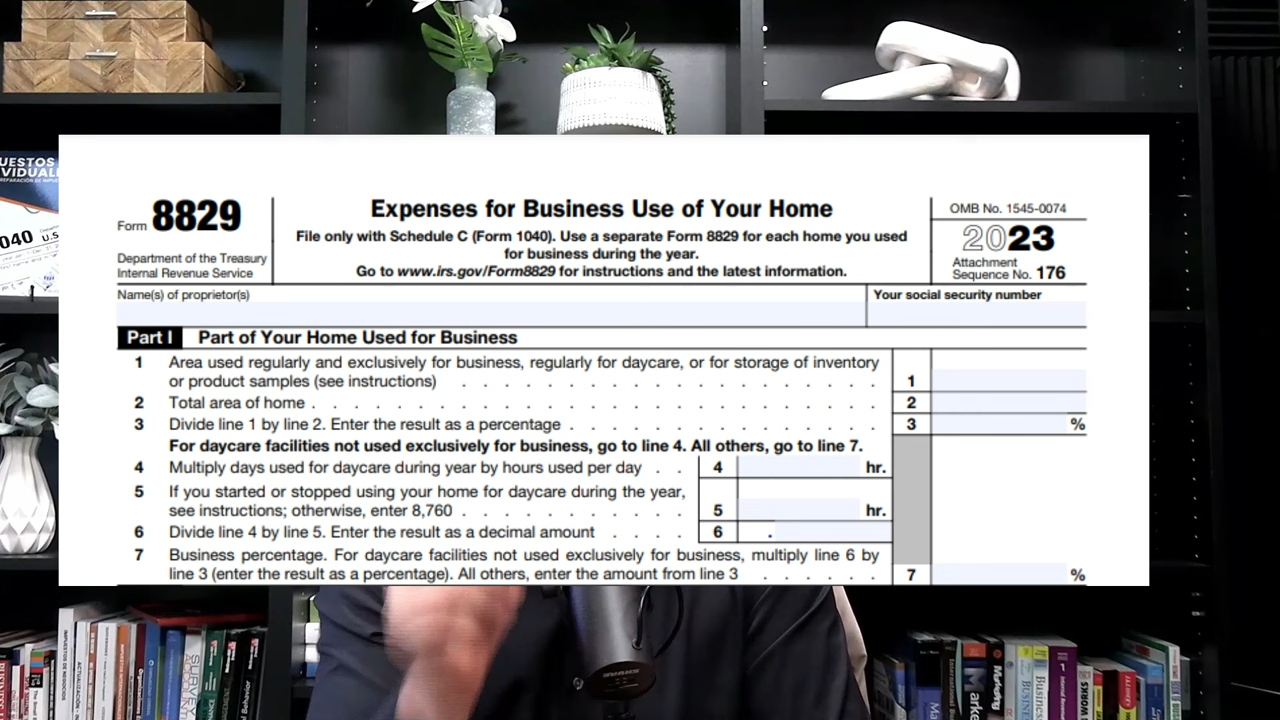 UESTOS
VIDUAL
040
U.S.
Form 8829
Department of the Treasury
Internal Revenue Service
Expenses for Business Use of Your Home
File only with Schedule C (Form 1040). Use a separate Form 8829 for each home you used
for business during the year.
Go to www.irs.gov/Form8829 for instructions and the latest information.
OMB No. 1545-0074
2023
Attachment
Sequence No. 176
Name(s) of proprietor(s)
Your social security number
Part I Part of Your Home Used for Business
1 Area used regularly and exclusively for business, regularly for daycare, or for storage of inventory
or product samples (see instructions) . . . . . . . . . . . . . . . . . 1
2 Total area of home . . . . . . . . . . . . . . . . . . . . . . 2
3 Divide line 1 by line 2. Enter the result as a percentage . . . . . . . . . . . . . 3 %
For daycare facilities not used exclusively for business, go to line 4. All others, go to line 7.
4 Multiply days used for daycare during year by hours used per day . . 4 hr.
5 If you started or stopped using your home for daycare during the year,
see instructions; otherwise, enter 8,760 . . . . . . . . . . 5 hr.
6 Divide line 4 by line 5. Enter the result as a decimal amount . . . . 6 .
7 Business percentage. For daycare facilities not used exclusively for business, multiply line 6 by
line 3 (enter the result as a percentage). All others, enter the amount from line 3 . . . . . . 7 %
SHURE